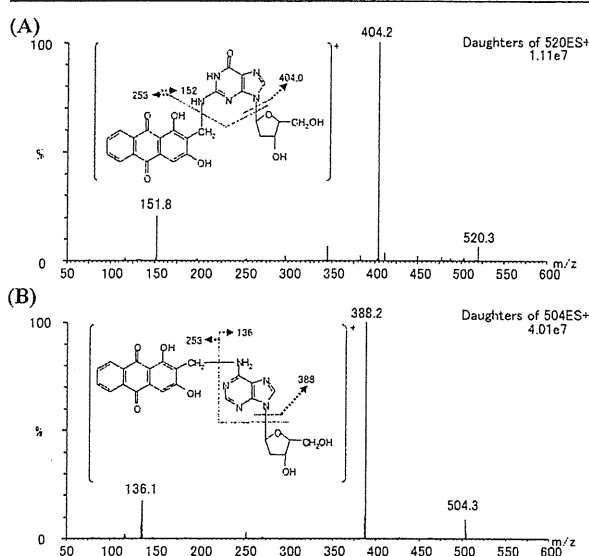 (A)
100
404.2
Daughters of 520ES+
1.11e7
+
O
HN
N
N
N
N
404.0
253
152
HN
O
OH
CH2
O
CH2OH
OH
OH
O
%
151.8
520.3
0
50
100
150
200
250
300
350
400
450
500
550
600
m/z
(B)
100
388.2
Daughters of 504ES+
4.01e7
+
253
136
O
OH
CH2
NH2
OH
O
N
N
N
N
388
O
CH2OH
OH
%
136.1
504.3
0
50
100
150
200
250
300
350
400
450
500
550
600
m/z